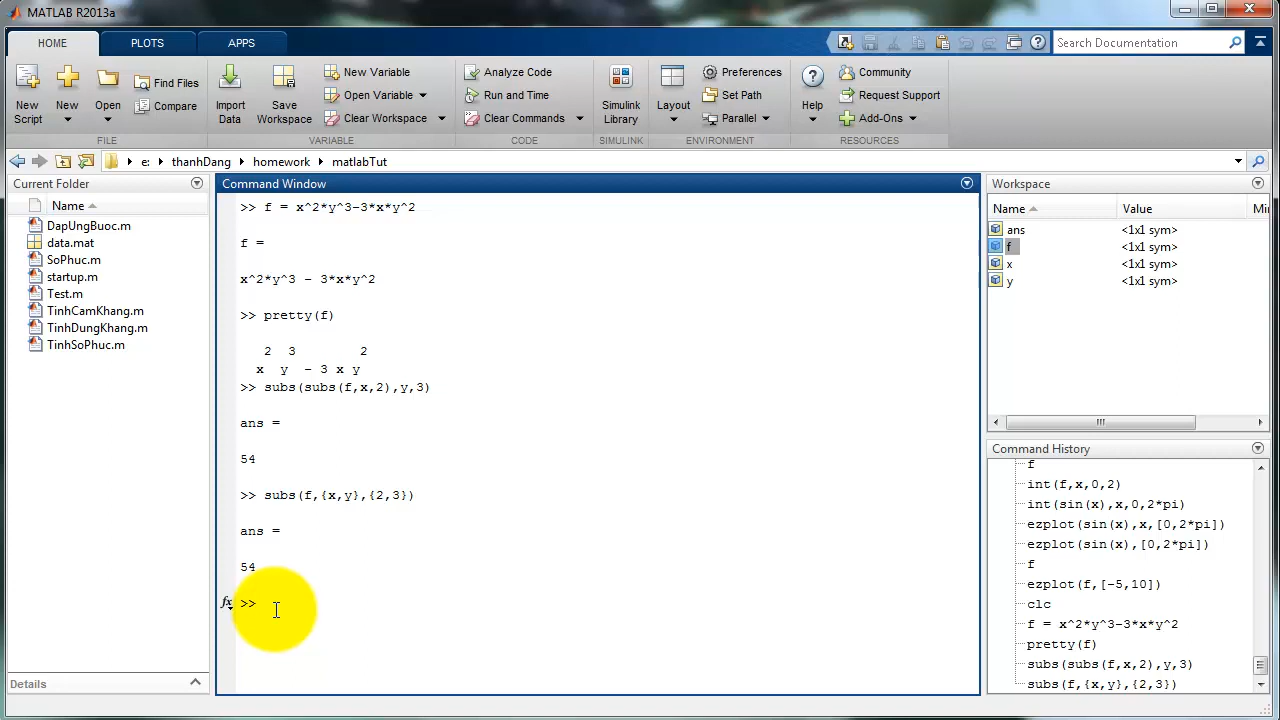 MATLAB R2013a
HOME PLOTS APPS
Search Documentation
New Script
New
Open
Find Files
Compare
Import Data
Save Workspace
New Variable
Open Variable
Clear Workspace
Analyze Code
Run and Time
Clear Commands
Simulink Library
Layout
Preferences
Set Path
Parallel
Help
Community
Request Support
Add-Ons
FILE VARIABLE CODE SIMULINK ENVIRONMENT RESOURCES
e: thanhDang homework matlabTut
Current Folder
Name
DapUngBuoc.m
data.mat
SoPhuc.m
startup.m
Test.m
TinhCamKhang.m
TinhDungKhang.m
TinhSoPhuc.m
Details
Command Window
>> f = x^2*y^3-3*x*y^2
f =
x^2*y^3 - 3*x*y^2
>> pretty(f)
2 3 2
x y - 3 x y
>> subs(subs(f,x,2),y,3)
ans =
54
>> subs(f,{x,y},{2,3})
ans =
54
fx >>
Workspace
Name Value Mi
ans <1x1 sym>
f <1x1 sym>
x <1x1 sym>
y <1x1 sym>
Command History
f
int(f,x,0,2)
int(sin(x),x,0,2*pi)
ezplot(sin(x),x,[0,2*pi])
ezplot(sin(x),[0,2*pi])
f
ezplot(f,[-5,10])
clc
f = x^2*y^3-3*x*y^2
pretty(f)
subs(subs(f,x,2),y,3)
subs(f,{x,y},{2,3})